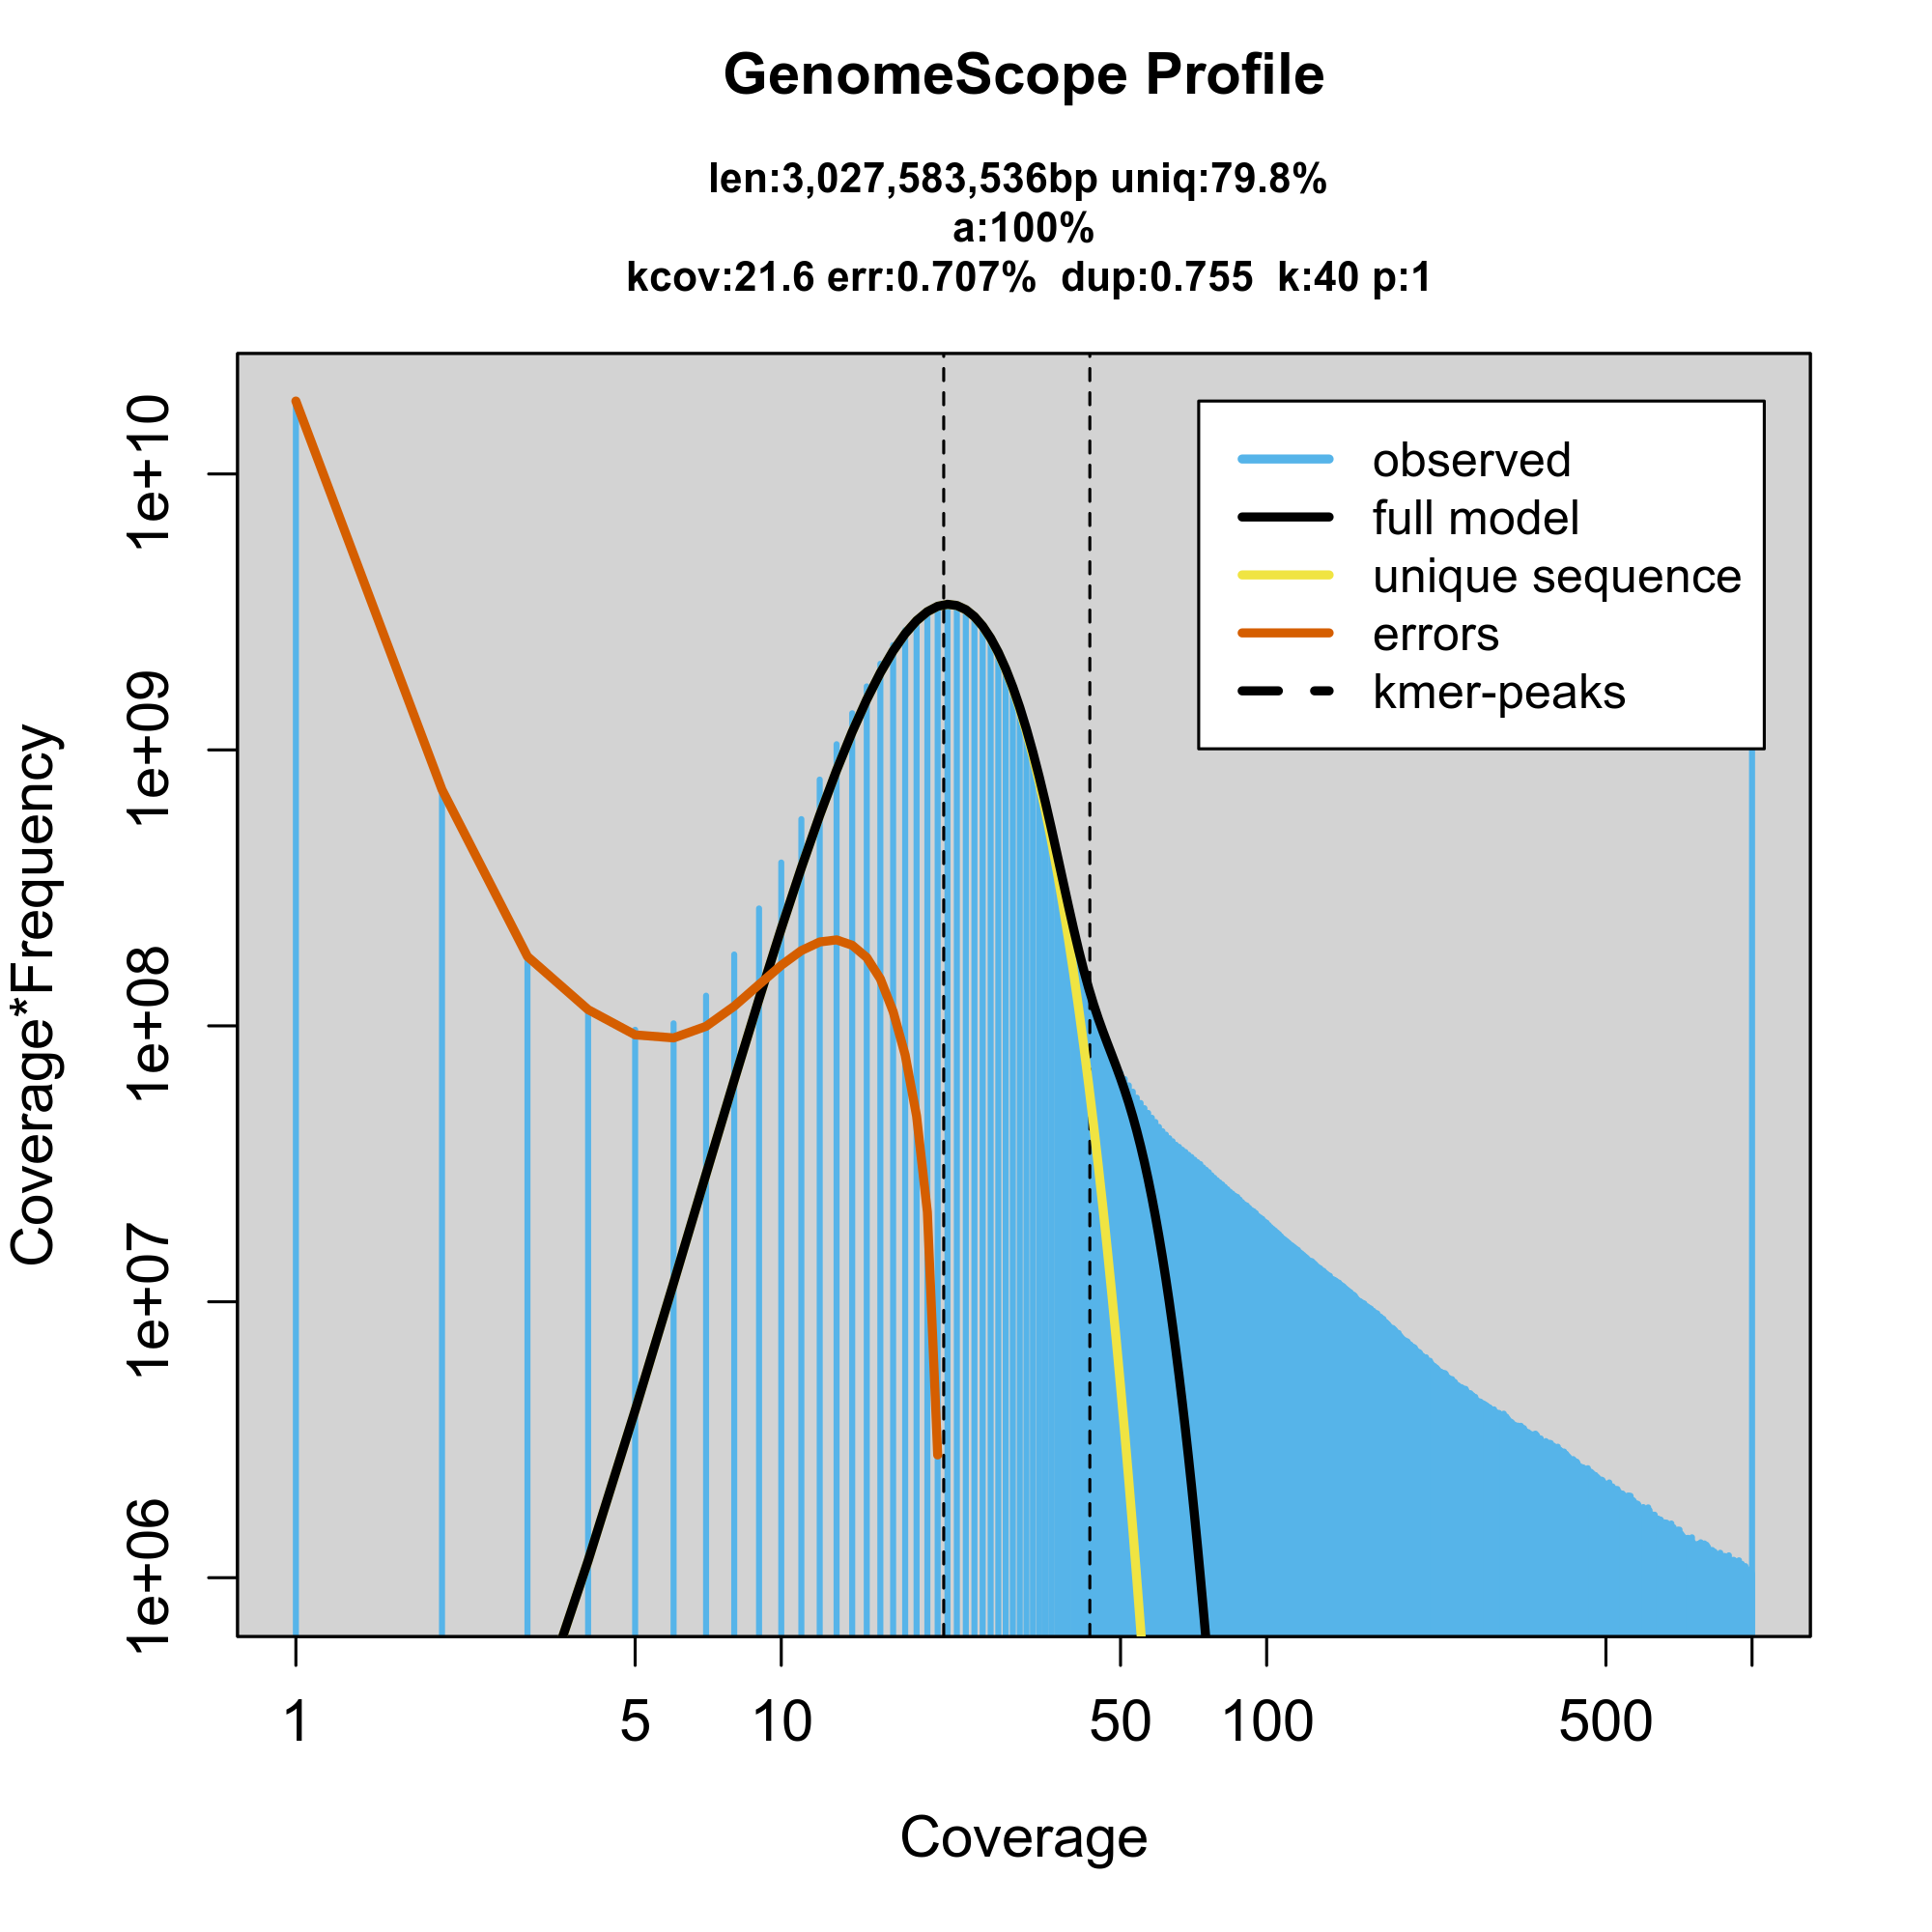 GenomeScope Profile
len:3,027,583,536bp uniq:79.8%
a:100%
kcov:21.6 err:0.707%  dup:0.755  k:40 p:1
observed
full model
unique sequence
errors
kmer-peaks
Coverage*Frequency
1e+10
1e+09
1e+08
1e+07
1e+06
1 5 10 50 100 500
Coverage